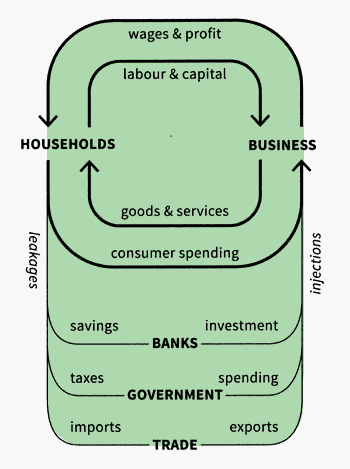 wages & profit
labour & capital
HOUSEHOLDS
BUSINESS
goods & services
consumer spending
leakages
injections
savings
investment
BANKS
taxes
spending
GOVERNMENT
imports
exports
TRADE